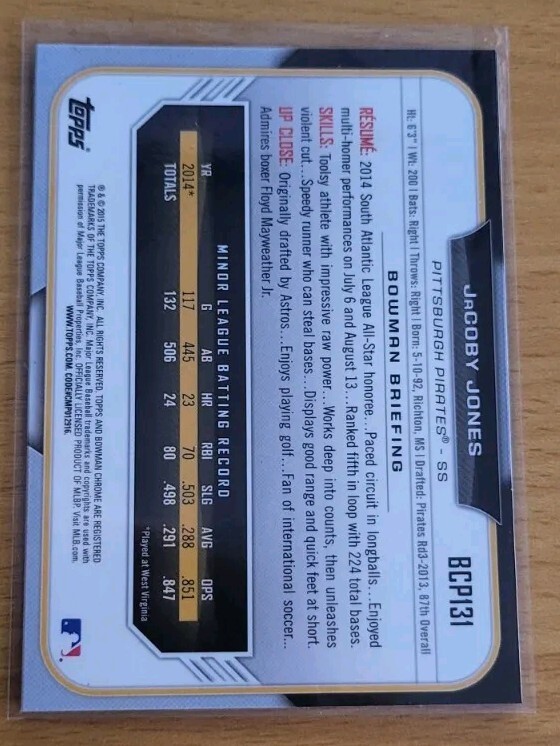 JACOBY JONES
BCP131
PITTSBURGH PIRATES® - SS
Ht: 6'3" | Wt: 200 | Bats: Right | Throws: Right | Born: 5-10-92, Richton, MS | Drafted: Pirates Rd3-2013, 87th Overall
BOWMAN BRIEFING
RÉSUMÉ: 2014 South Atlantic League All-Star honoree...Paced circuit in longballs...Enjoyed
multi-homer performances on July 6 and August 13...Ranked fifth in loop with 224 total bases.
SKILLS: Toolsy athlete with impressive raw power...Works deep into counts, then unleashes
violent cut...Speedy runner who can steal bases...Displays good range and quick feet at short.
UP CLOSE: Originally drafted by Astros...Enjoys playing golf...Fan of international soccer...
Admires boxer Floyd Mayweather Jr.
MINOR LEAGUE BATTING RECORD
YR G AB HR RBI SLG AVG OPS
2014* 117 445 23 70 .503 .288 .851
TOTALS 132 506 24 80 .498 .291 .847
*Played at West Virginia
Topps®
® & © 2015 THE TOPPS COMPANY, INC. ALL RIGHTS RESERVED. TOPPS AND BOWMAN CHROME ARE REGISTERED
TRADEMARKS OF THE TOPPS COMPANY, INC. Major League Baseball trademarks and copyrights are used with
permission of Major League Baseball Properties, Inc. OFFICIALLY LICENSED PRODUCT OF MLBP. Visit MLB.com.
WWW.TOPPS.COM. CODE#CMP012916.